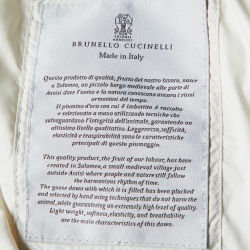 BRUNELLO CUCINELLI
Made in Italy
Questo prodotto di qualità, frutto del nostro lavoro, nasce
a Solomeo, un piccolo borgo medievale alle porte di
Assisi dove l'uomo e la natura conoscono ancora i ritmi
armoniosi del tempo.
Il piumino d'oca con cui è imbottito è raccolto
e selezionato a mano utilizzando tecniche che
salvaguardano l'integrità dell'animale, garantendo un
altissimo livello qualitativo. Leggerezza, sofficità,
elasticità e traspirabilità sono le caratteristiche
principali di questo piumaggio.
This quality product, the fruit of our labour, has been
created in Solomeo, a small medieval village just
outside Assisi where people and nature still follow
the harmonious rhythm of time.
The goose down with which it is filled has been plucked
and selected by hand using techniques that do not harm the
animal, while guaranteeing an extremely high level of quality.
Light weight, softness, elasticity, and breathability
are the main characteristics of this down.